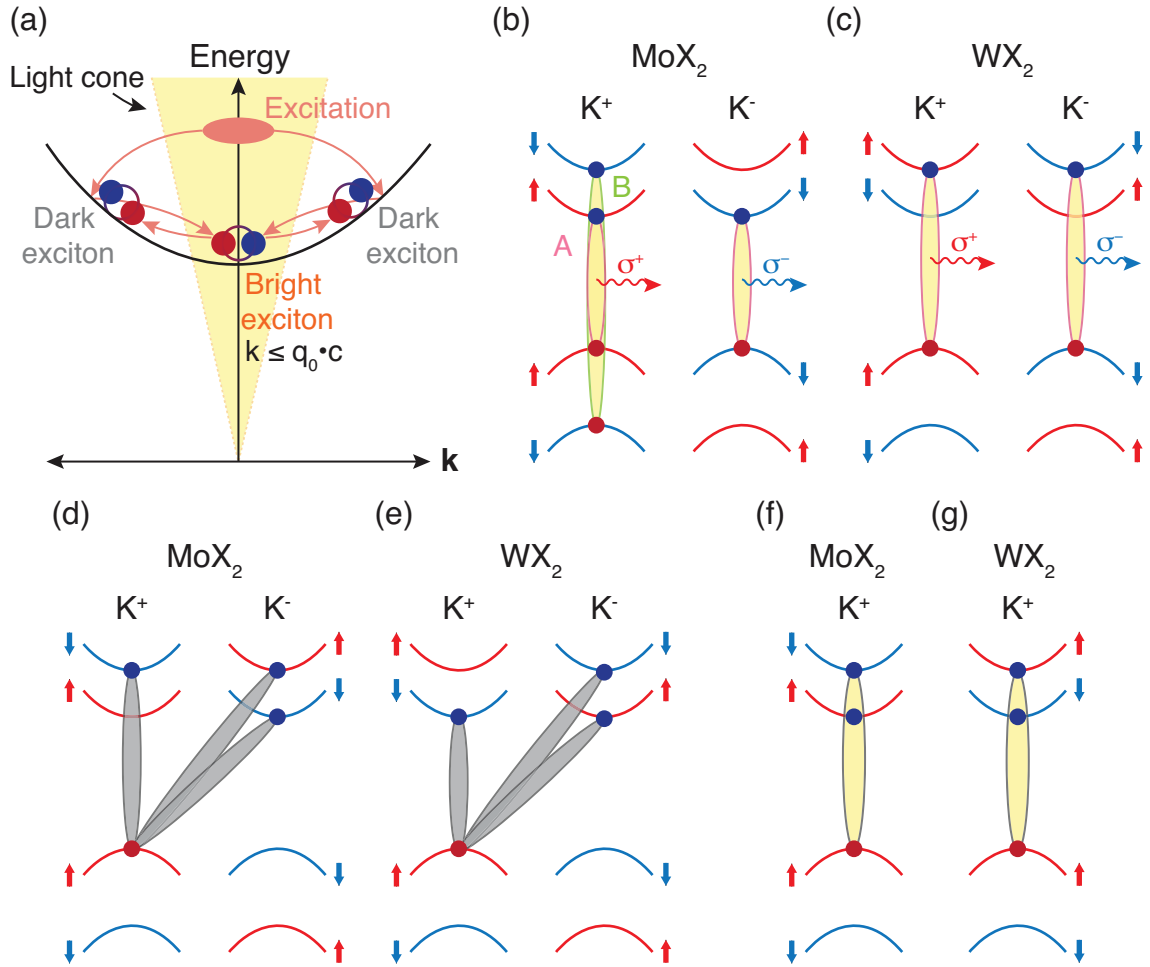 (a)
Energy
Light cone
Excitation
Dark
exciton
Dark
exciton
Bright
exciton
k ≤ q₀•c
k
(b)
MoX₂
K⁺ K⁻
B
A
σ⁺
σ⁻
(c)
WX₂
K⁺ K⁻
σ⁺
σ⁻
(d)
MoX₂
K⁺ K⁻
(e)
WX₂
K⁺ K⁻
(f)
MoX₂
K⁺
(g)
WX₂
K⁺